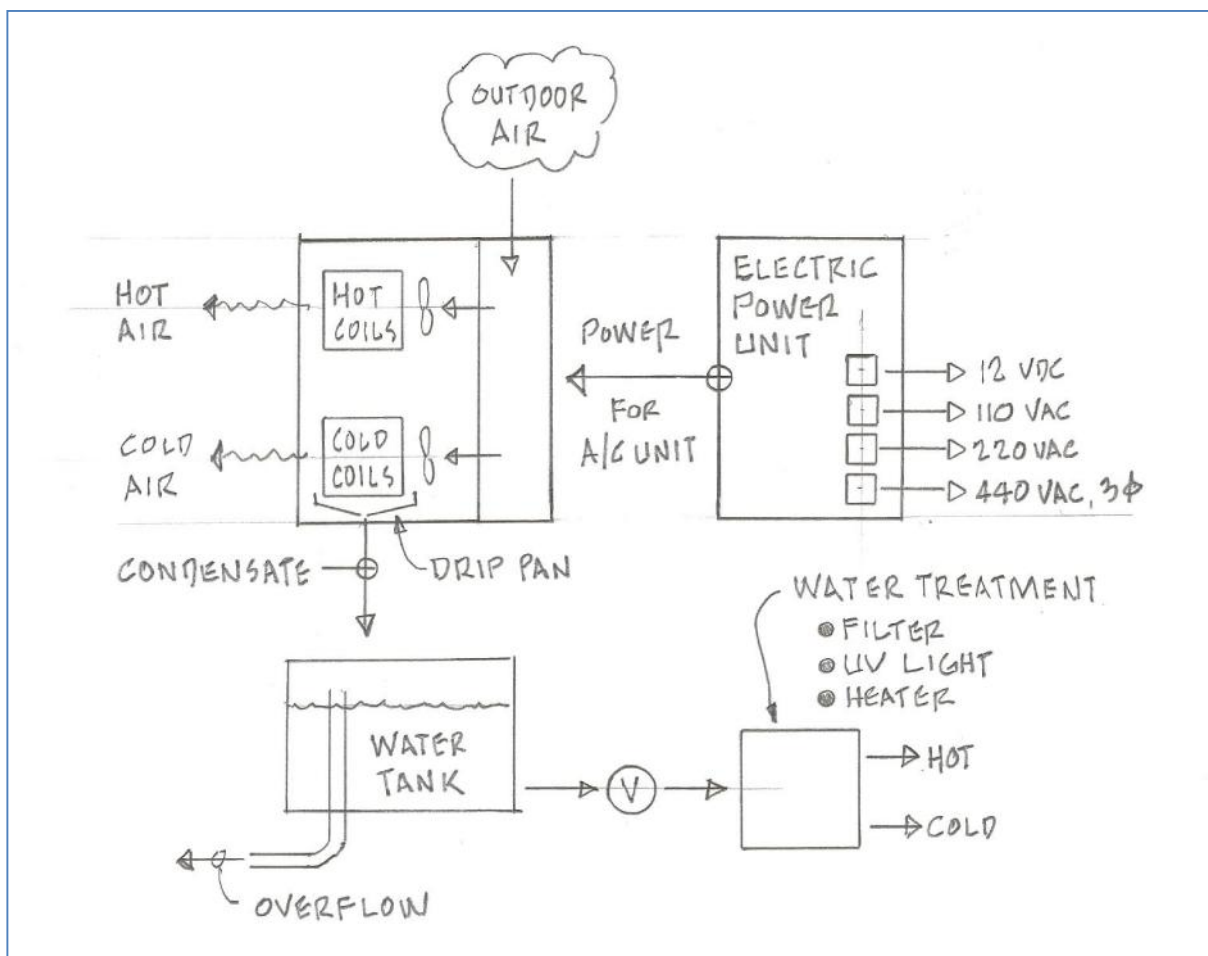 OUTDOOR
AIR
HOT
AIR
HOT
COILS
COLD
AIR
COLD
COILS
POWER
FOR
A/C UNIT
ELECTRIC
POWER
UNIT
12 VDC
110 VAC
220 VAC
440 VAC, 3φ
CONDENSATE
DRIP PAN
WATER TREATMENT
● FILTER
● UV LIGHT
● HEATER
WATER
TANK
V
HOT
COLD
OVERFLOW